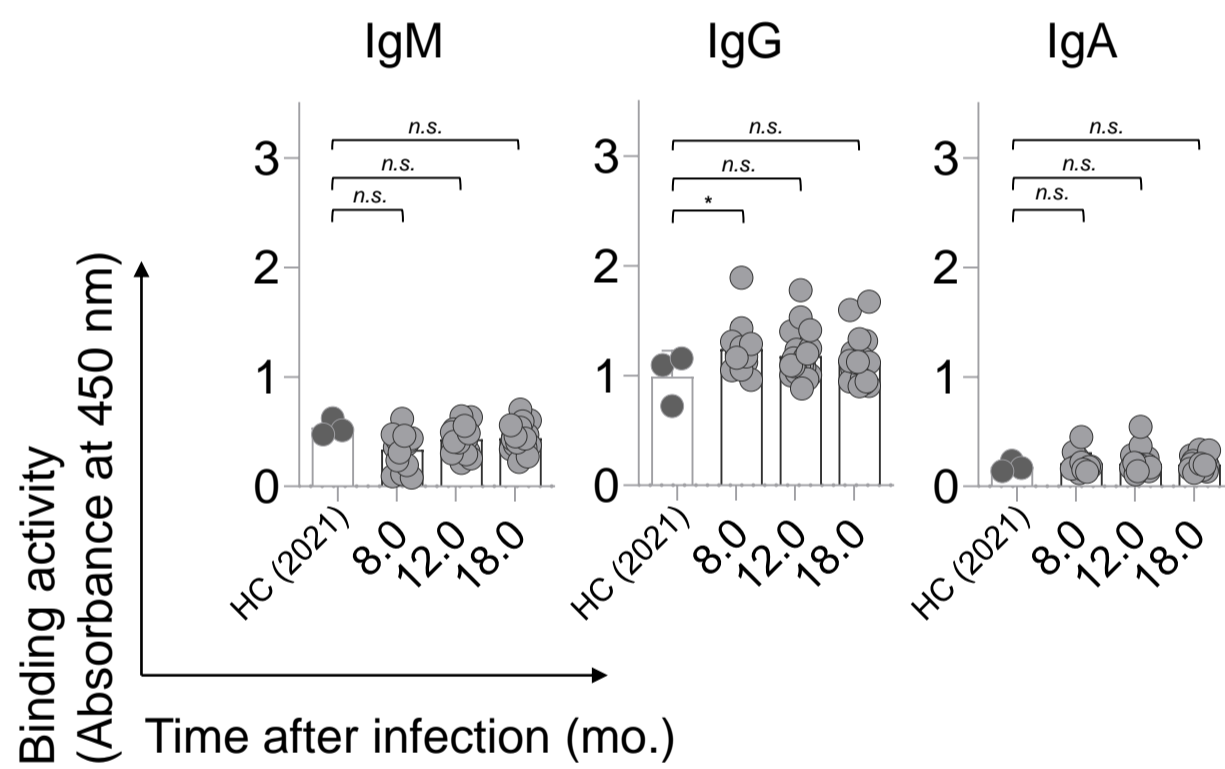 IgM
IgG
IgA
Binding activity
(Absorbance at 450 nm)
3
2
1
0
n.s.
n.s.
n.s.
HC (2021)
8.0
12.0
18.0
3
2
1
0
n.s.
n.s.
*
HC (2021)
8.0
12.0
18.0
3
2
1
0
n.s.
n.s.
n.s.
HC (2021)
8.0
12.0
18.0
Time after infection (mo.)